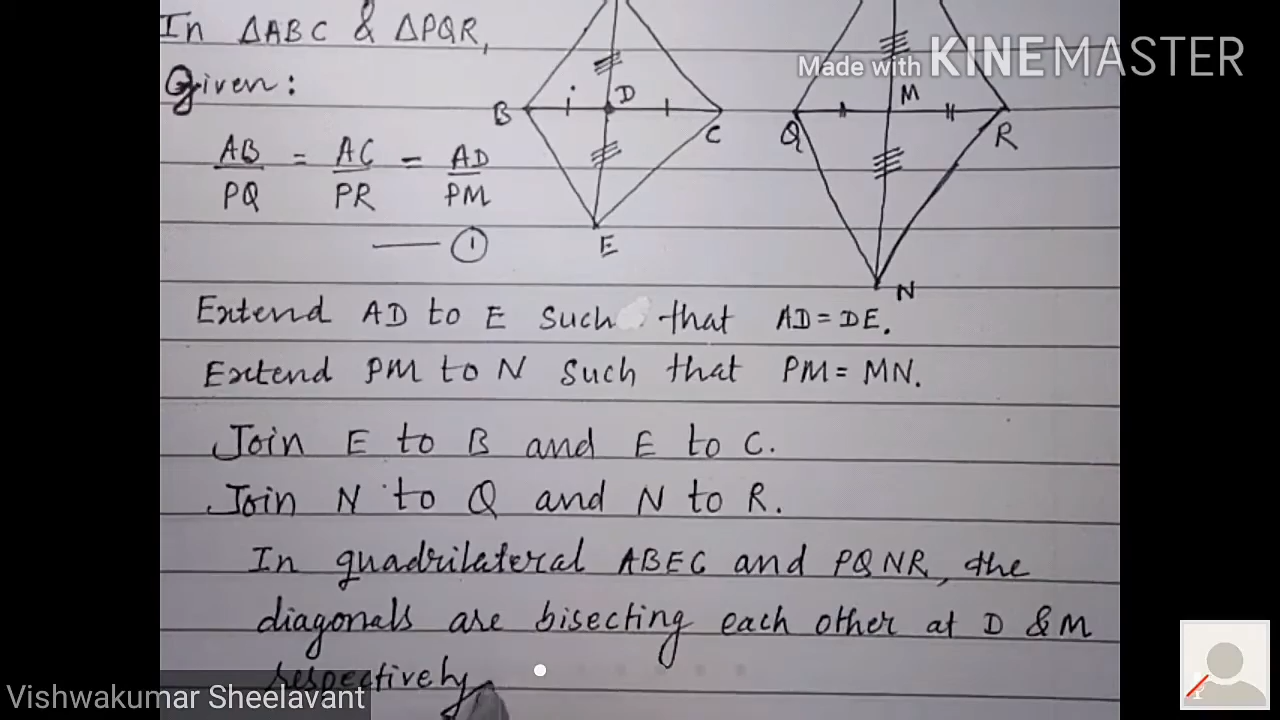 In ΔABC & ΔPQR,
Given:
AB/PQ = AC/PR = AD/PM
—— ①
B D C
E
Q M R
N
Made with KINEMASTER
Extend AD to E such that AD = DE.
Extend PM to N such that PM = MN.
Join E to B and E to C.
Join N to Q and N to R.
In quadrilateral ABEC and PQNR, the
diagonals are bisecting each other at D & M
respectively
Vishwakumar Sheelavant